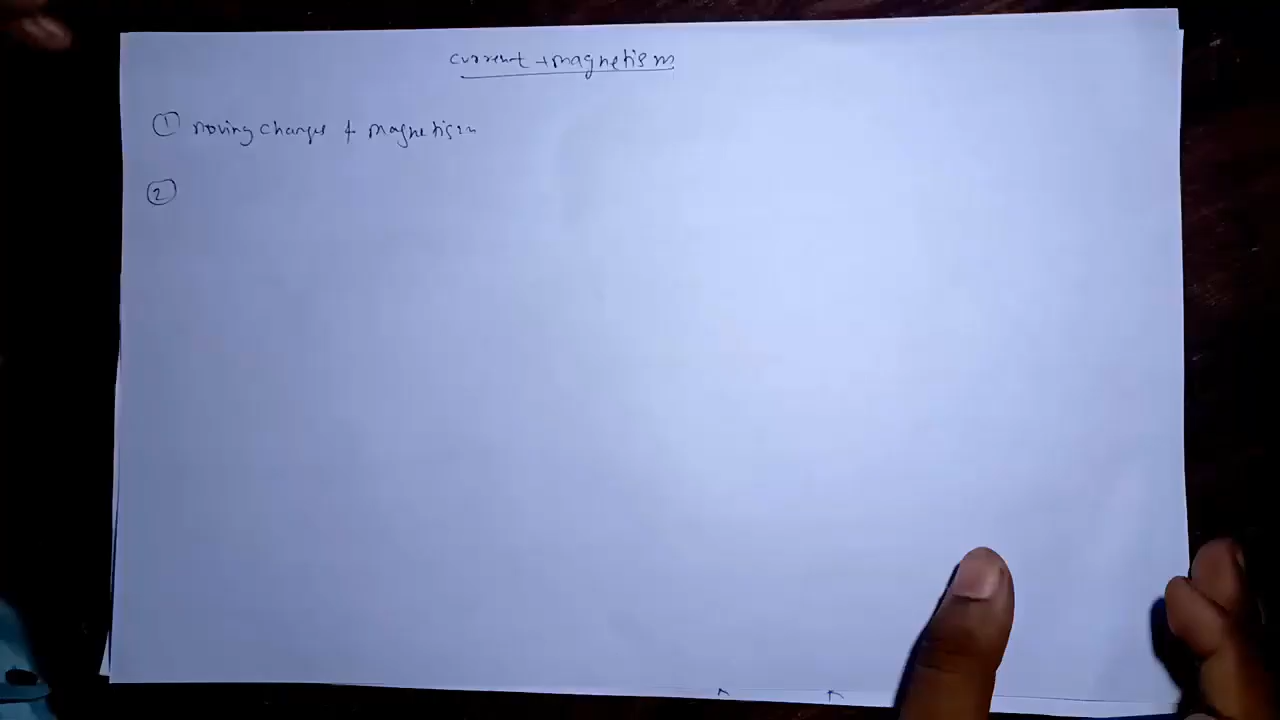 current + magnetism
① Moving charges & magnetism
②